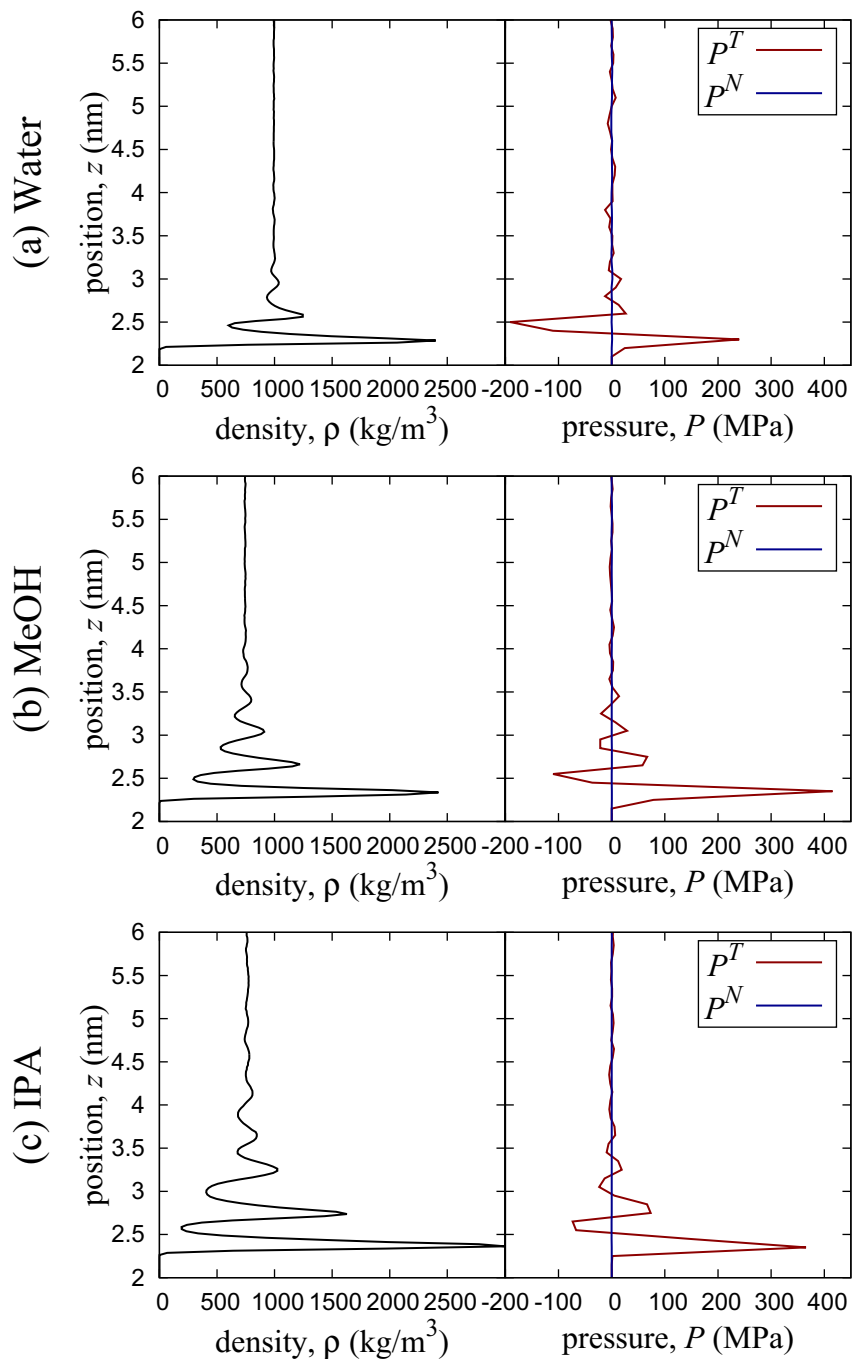 (a) Water
position, z (nm)
6
5.5
5
4.5
4
3.5
3
2.5
2
0 500 1000 1500 2000 2500
density, ρ (kg/m³)
P^T
P^N
-100 0 100 200 300 400
pressure, P (MPa)
(b) MeOH
position, z (nm)
6
5.5
5
4.5
4
3.5
3
2.5
2
0 500 1000 1500 2000 2500
density, ρ (kg/m³)
P^T
P^N
-200 -100 0 100 200 300 400
pressure, P (MPa)
(c) IPA
position, z (nm)
6
5.5
5
4.5
4
3.5
3
2.5
2
0 500 1000 1500 2000 2500
density, ρ (kg/m³)
P^T
P^N
-200 -100 0 100 200 300 400
pressure, P (MPa)